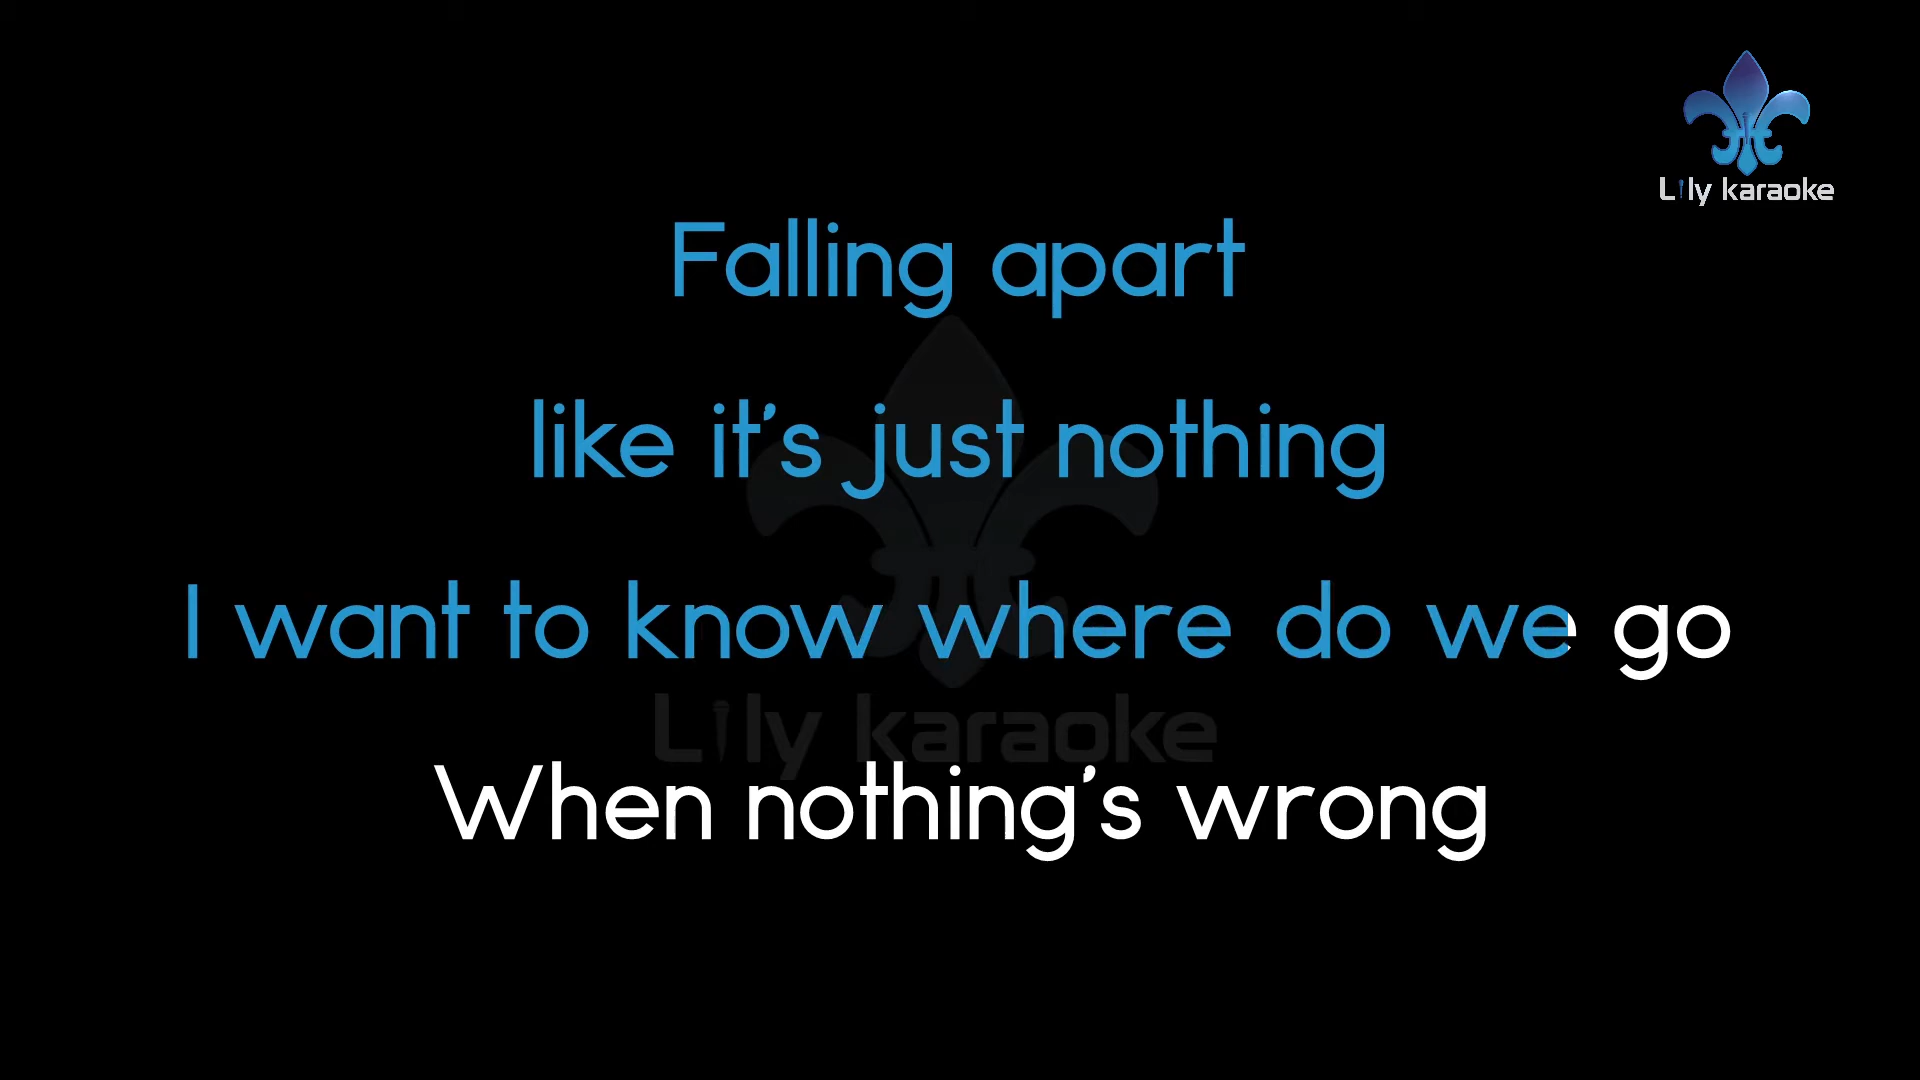 Lily karaoke
Falling apart
like it's just nothing
I want to know where do we go
Lily karaoke
When nothing's wrong